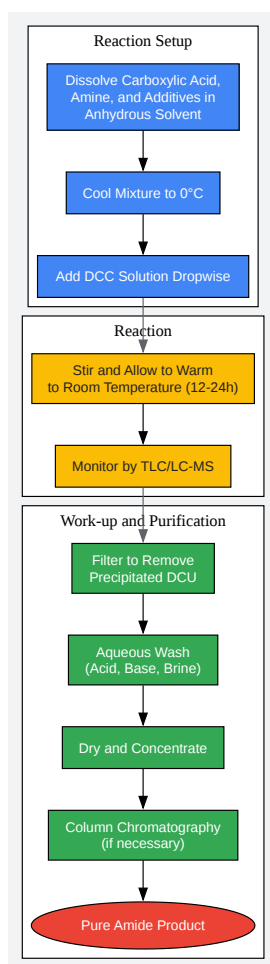 Reaction Setup
Dissolve Carboxylic Acid,
Amine, and Additives in
Anhydrous Solvent
Cool Mixture to 0°C
Add DCC Solution Dropwise
Reaction
Stir and Allow to Warm
to Room Temperature (12-24h)
Monitor by TLC/LC-MS
Work-up and Purification
Filter to Remove
Precipitated DCU
Aqueous Wash
(Acid, Base, Brine)
Dry and Concentrate
Column Chromatography
(if necessary)
Pure Amide Product